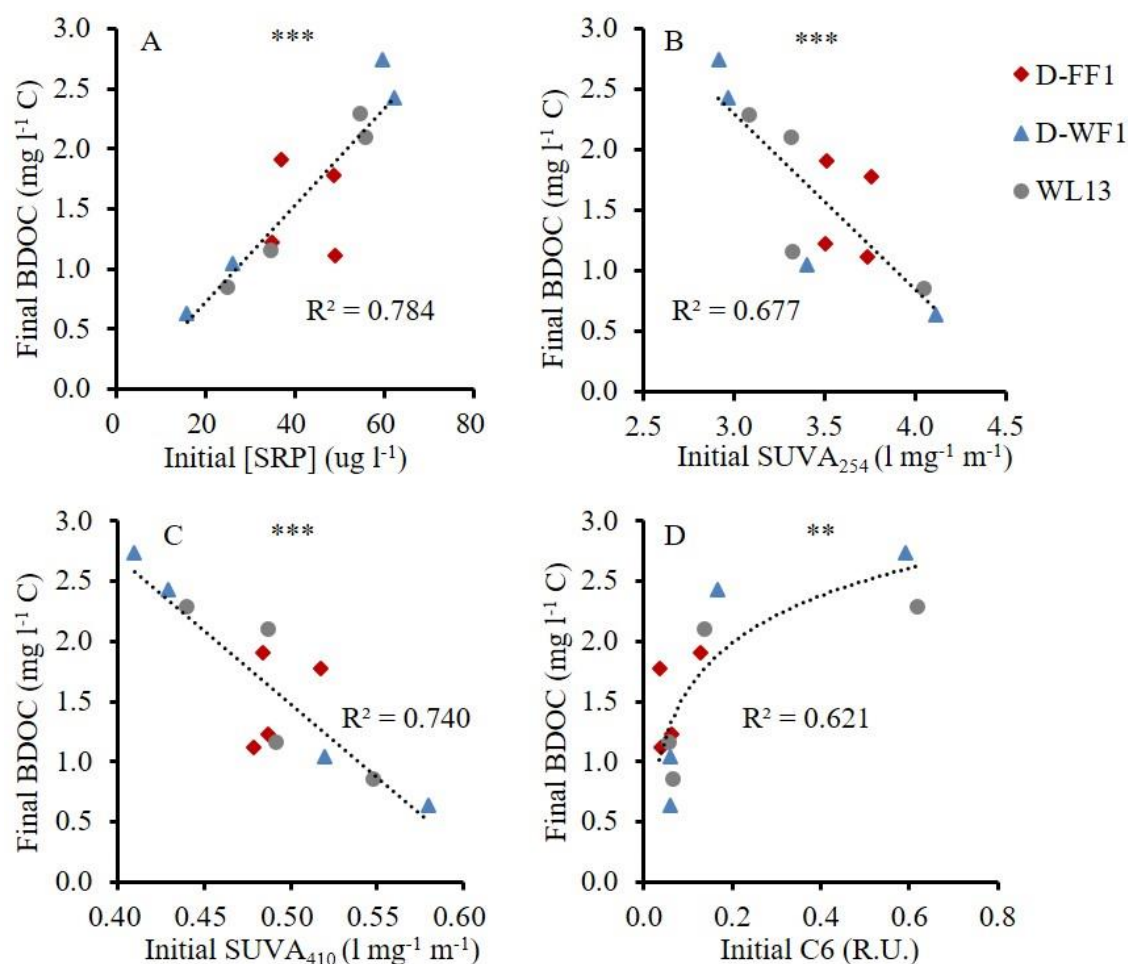 A
***
3.0
2.5
2.0
1.5
1.0
0.5
0.0
Final BDOC (mg l⁻¹ C)
R² = 0.784
0 20 40 60 80
Initial [SRP] (ug l⁻¹)
B
***
3.0
2.5
2.0
1.5
1.0
0.5
0.0
Final BDOC (mg l⁻¹ C)
R² = 0.677
2.5 3.0 3.5 4.0 4.5
Initial SUVA₂₅₄ (l mg⁻¹ m⁻¹)
D-FF1
D-WF1
WL13
C
***
3.0
2.5
2.0
1.5
1.0
0.5
0.0
Final BDOC (mg l⁻¹ C)
R² = 0.740
0.40 0.45 0.50 0.55 0.60
Initial SUVA₄₁₀ (l mg⁻¹ m⁻¹)
D
**
3.0
2.5
2.0
1.5
1.0
0.5
0.0
Final BDOC (mg l⁻¹ C)
R² = 0.621
0.0 0.2 0.4 0.6 0.8
Initial C6 (R.U.)